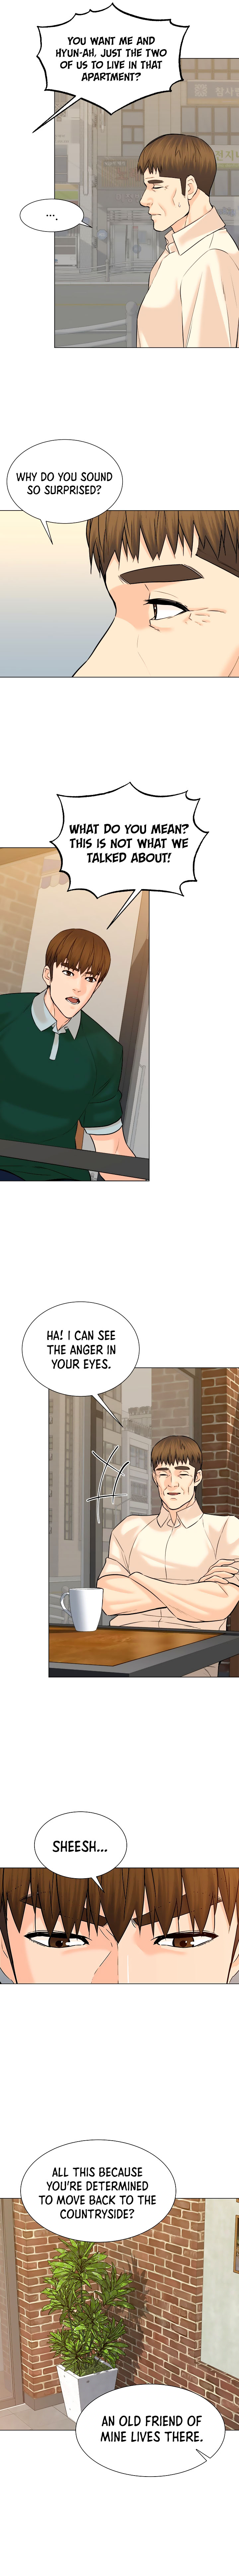 YOU WANT ME AND
HYUN-AH, JUST THE TWO
OF US TO LIVE IN THAT
APARTMENT?
....
WHY DO YOU SOUND
SO SURPRISED?
WHAT DO YOU MEAN?
THIS IS NOT WHAT WE
TALKED ABOUT!
HA! I CAN SEE
THE ANGER IN
YOUR EYES.
SHEESH...
ALL THIS BECAUSE
YOU'RE DETERMINED
TO MOVE BACK TO THE
COUNTRYSIDE?
AN OLD FRIEND OF
MINE LIVES THERE.